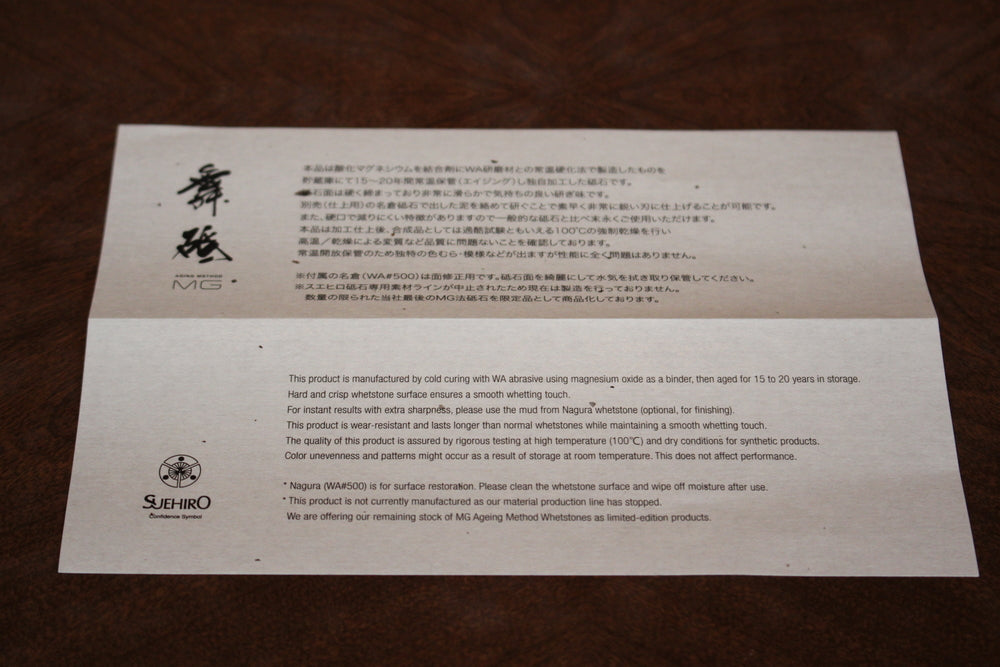 舞
砥
AGING METHOD
MG
本品は酸化マグネシウムを結合剤にWA研磨材との常温硬化法で製造したものを
貯蔵庫にて15〜20年間常温保管(エイジング)し独自加工した砥石です。
石面は硬く締まっており非常に滑らかで気持ちの良い研ぎ味です。
別売(仕上用)の名倉砥石で出した泥を絡めて研ぐことで素早く非常に鋭い刃に仕上げることが可能です。
また、硬口で減りにくい特徴がありますので一般的な砥石と比べ末永くご使用いただけます。
本品は加工仕上後、合成品としては過酷試験ともいえる100℃の強制乾燥を行い
高温/乾燥による変質など品質に問題ないことを確認しております。
常温開放保管のため独特の色むら・模様などが出ますが性能に全く問題はありません。
※付属の名倉(WA#500)は面修正用です。砥石面を綺麗にして水気を拭き取り保管してください。
※スエヒロ砥石専用素材ラインが中止されたため現在は製造を行っておりません。
数量の限られた当社最後のMG法砥石を限定品として商品化しております。
This product is manufactured by cold curing with WA abrasive using magnesium oxide as a binder, then aged for 15 to 20 years in storage.
Hard and crisp whetstone surface ensures a smooth whetting touch.
For instant results with extra sharpness, please use the mud from Nagura whetstone (optional, for finishing).
This product is wear-resistant and lasts longer than normal whetstones while maintaining a smooth whetting touch.
The quality of this product is assured by rigorous testing at high temperature (100℃) and dry conditions for synthetic products.
Color unevenness and patterns might occur as a result of storage at room temperature. This does not affect performance.
* Nagura (WA#500) is for surface restoration. Please clean the whetstone surface and wipe off moisture after use.
* This product is not currently manufactured as our material production line has stopped.
We are offering our remaining stock of MG Ageing Method Whetstones as limited-edition products.
SUEHIRO
Confidence Symbol